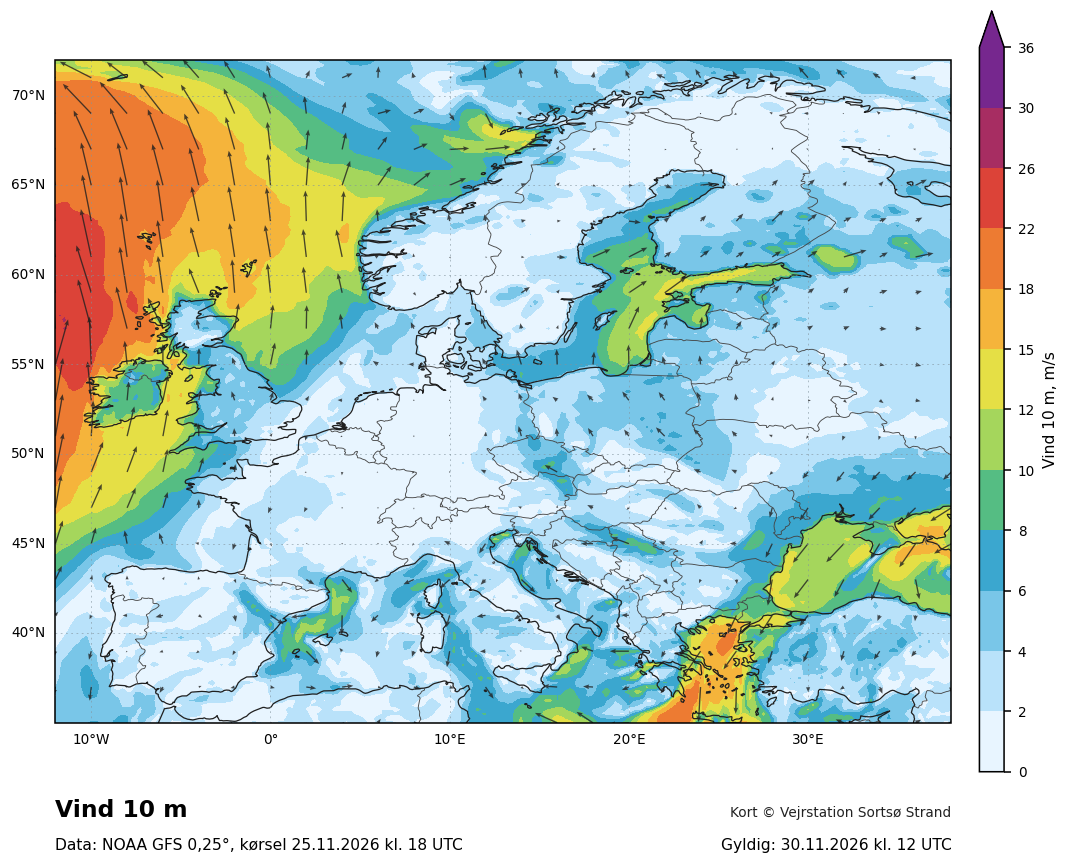 36
30
26
22
18
15
12
10
8
6
4
2
0
Vind 10 m, m/s
70°N
65°N
60°N
55°N
50°N
45°N
40°N
10°W
0°
10°E
20°E
30°E
Vind 10 m
Kort © Vejrstation Sortsø Strand
Data: NOAA GFS 0,25°, kørsel 25.11.2026 kl. 18 UTC
Gyldig: 30.11.2026 kl. 12 UTC